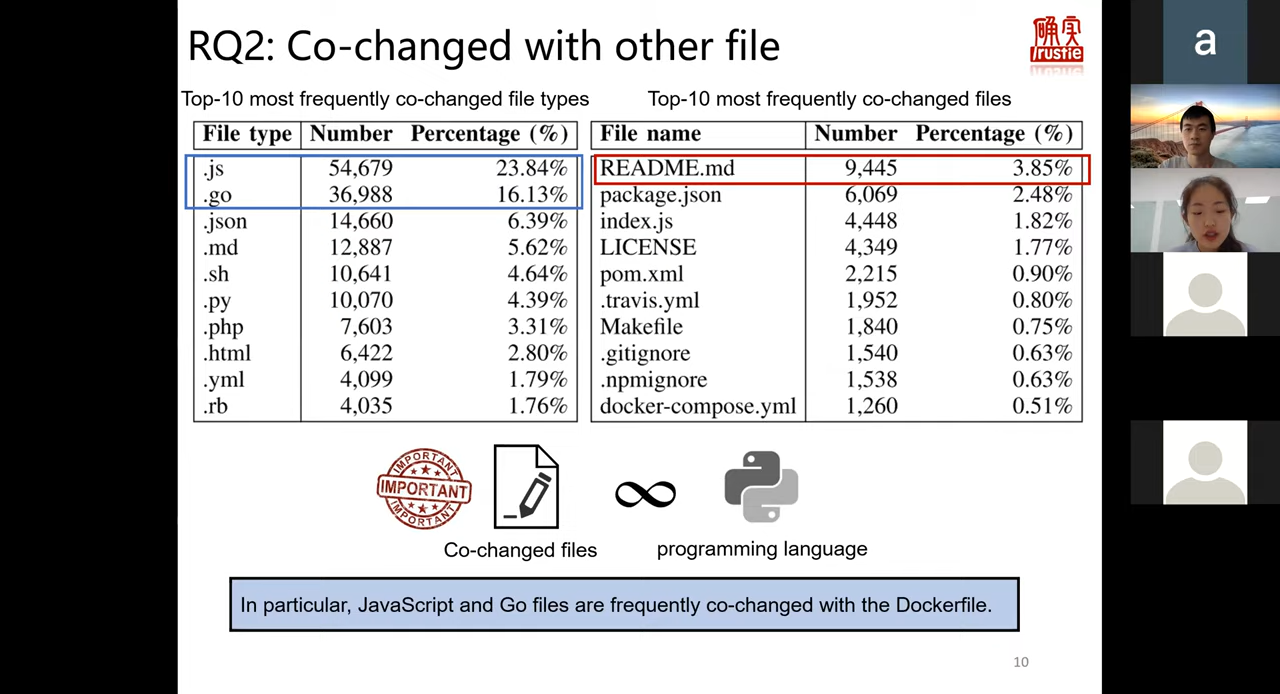 RQ2: Co-changed with other file
确实
Trustie
a
Top-10 most frequently co-changed file types
Top-10 most frequently co-changed files
File type Number Percentage (%)
.js 54,679 23.84%
.go 36,988 16.13%
.json 14,660 6.39%
.md 12,887 5.62%
.sh 10,641 4.64%
.py 10,070 4.39%
.php 7,603 3.31%
.html 6,422 2.80%
.yml 4,099 1.79%
.rb 4,035 1.76%
File name Number Percentage (%)
README.md 9,445 3.85%
package.json 6,069 2.48%
index.js 4,448 1.82%
LICENSE 4,349 1.77%
pom.xml 2,215 0.90%
.travis.yml 1,952 0.80%
Makefile 1,840 0.75%
.gitignore 1,540 0.63%
.npmignore 1,538 0.63%
docker-compose.yml 1,260 0.51%
IMPORTANT
IMPORTANT
IMPORTANT
∞
Co-changed files
programming language
In particular, JavaScript and Go files are frequently co-changed with the Dockerfile.
10